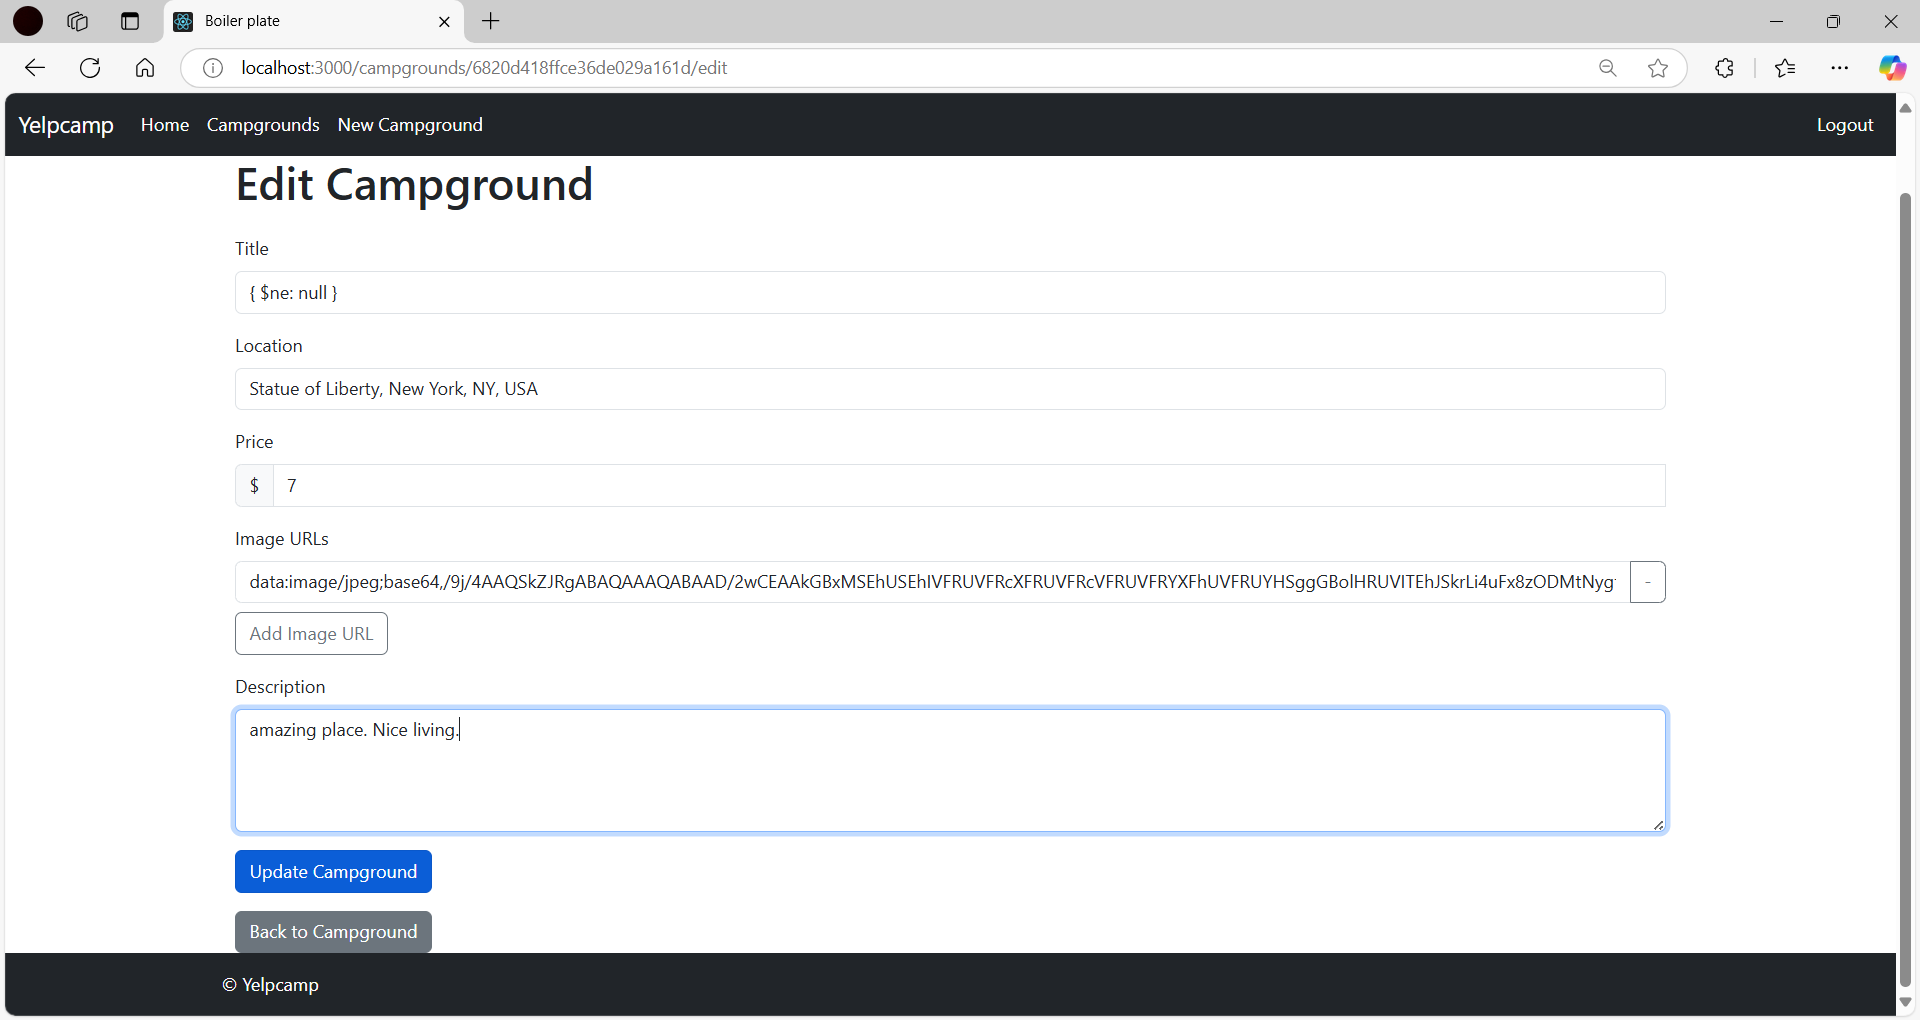 Boiler plate
localhost:3000/campgrounds/6820d418ffce36de029a161d/edit
Yelpcamp Home Campgrounds New Campground Logout
Edit Campground
Title
{ $ne: null }
Location
Statue of Liberty, New York, NY, USA
Price
$ 7
Image URLs
data:image/jpeg;base64,/9j/4AAQSkZJRgABAQAAAQABAAD/2wCEAAkGBxMSEhUSEhIVFRUVFRcXFRUVFRcVFRUVFRYXFhUVFRUYHSggGBolHRUVITEhJSkrLi4uFx8zODMtNyg -
Add Image URL
Description
amazing place. Nice living.
Update Campground
Back to Campground
© Yelpcamp